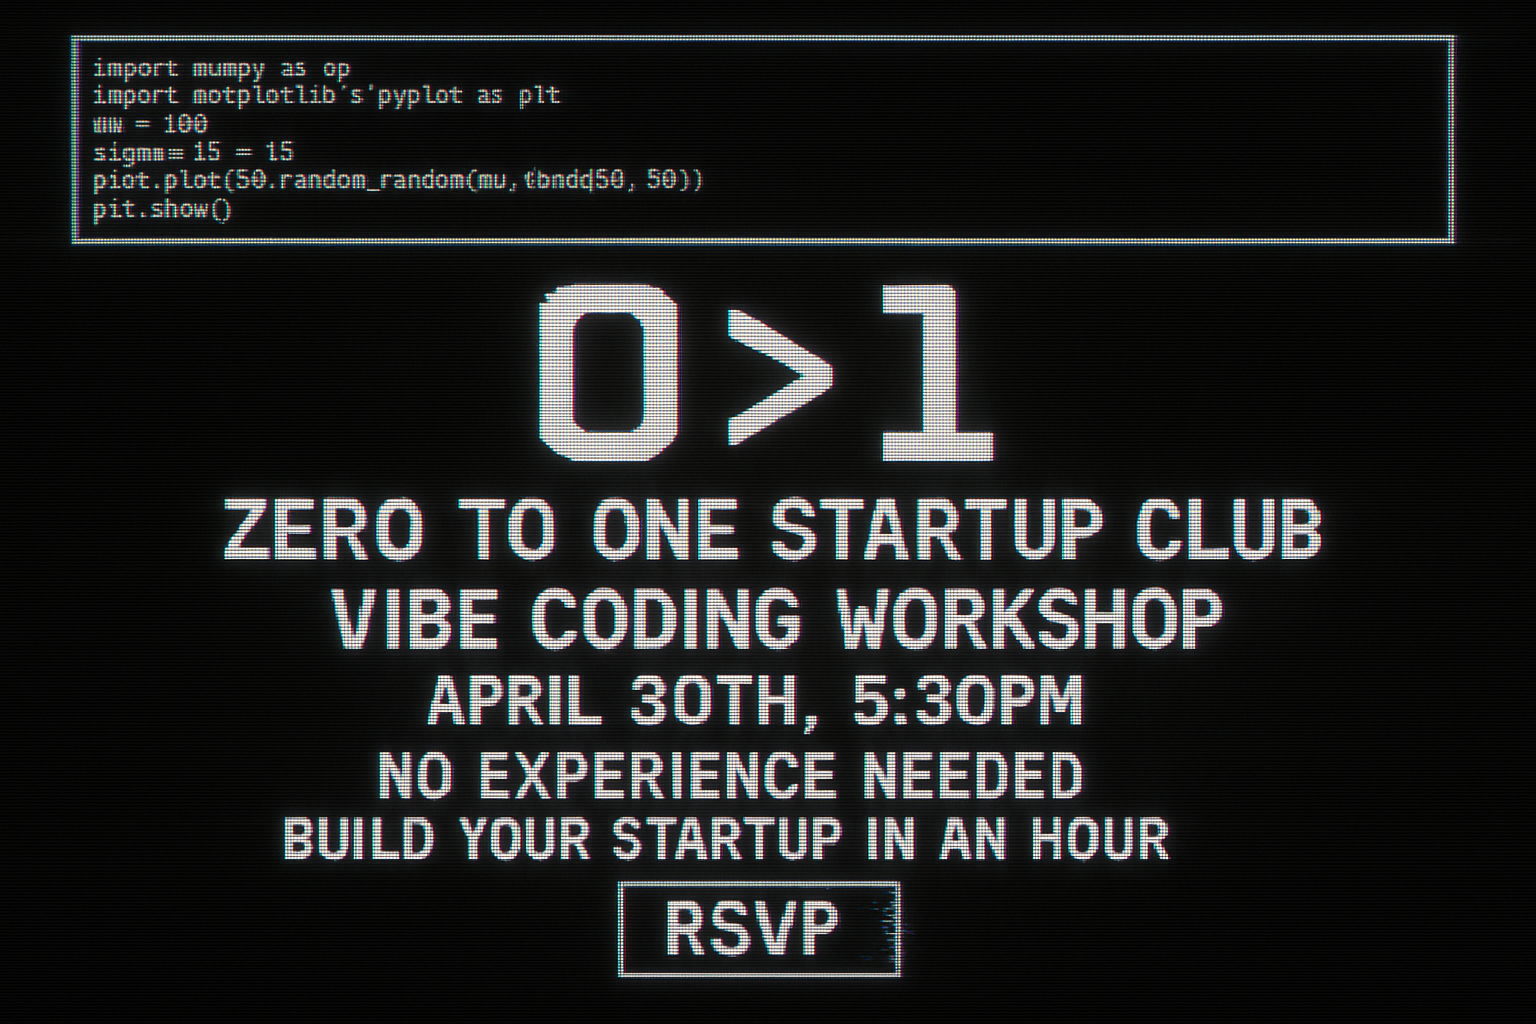 import mumpy as op
import motplotlib's'pyplot as plt
= 100
sigmm= 15 = 15
piot.plot(50.random_random(mu, 50, 50))
pit.show()
0>1
ZERO TO ONE STARTUP CLUB
VIBE CODING WORKSHOP
APRIL 30TH, 5:30PM
NO EXPERIENCE NEEDED
BUILD YOUR STARTUP IN AN HOUR
RSVP